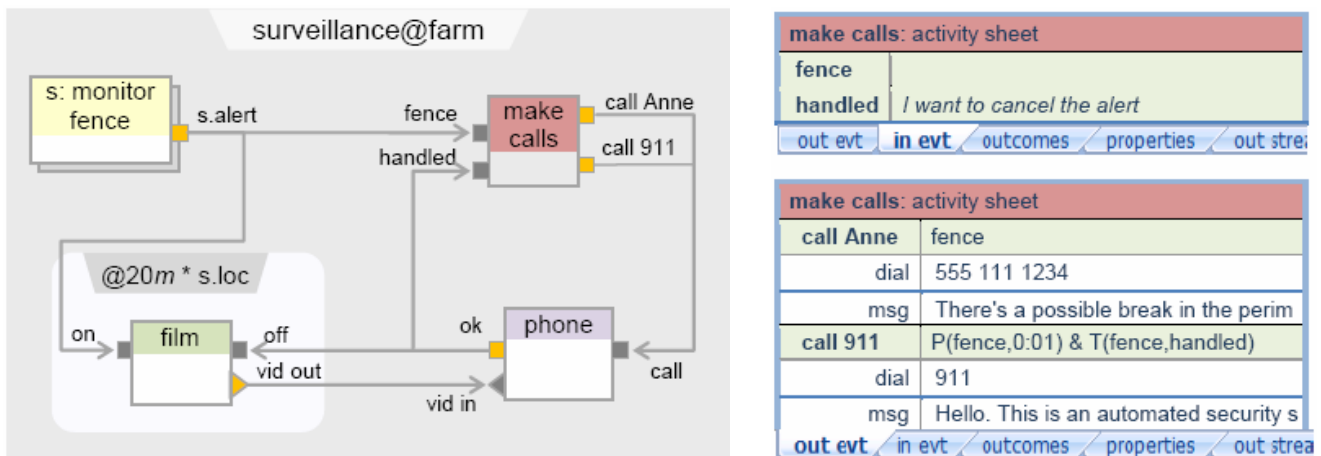 surveillance@farm
s: monitor
fence
s.alert
fence
handled
make
calls
call Anne
call 911
@20m * s.loc
on
film
off
vid out
vid in
ok
phone
call
make calls: activity sheet
fence
handled I want to cancel the alert
out evt in evt outcomes properties out strea
make calls: activity sheet
call Anne fence
dial 555 111 1234
msg There's a possible break in the perim
call 911 P(fence,0:01) & T(fence,handled)
dial 911
msg Hello. This is an automated security s
out evt in evt outcomes properties out strea